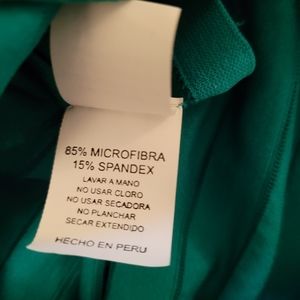 85% MICROFIBRA
15% SPANDEX
LAVAR A MANO
NO USAR CLORO
NO USAR SECADORA
NO PLANCHAR
SECAR EXTENDIDO
HECHO EN PERU